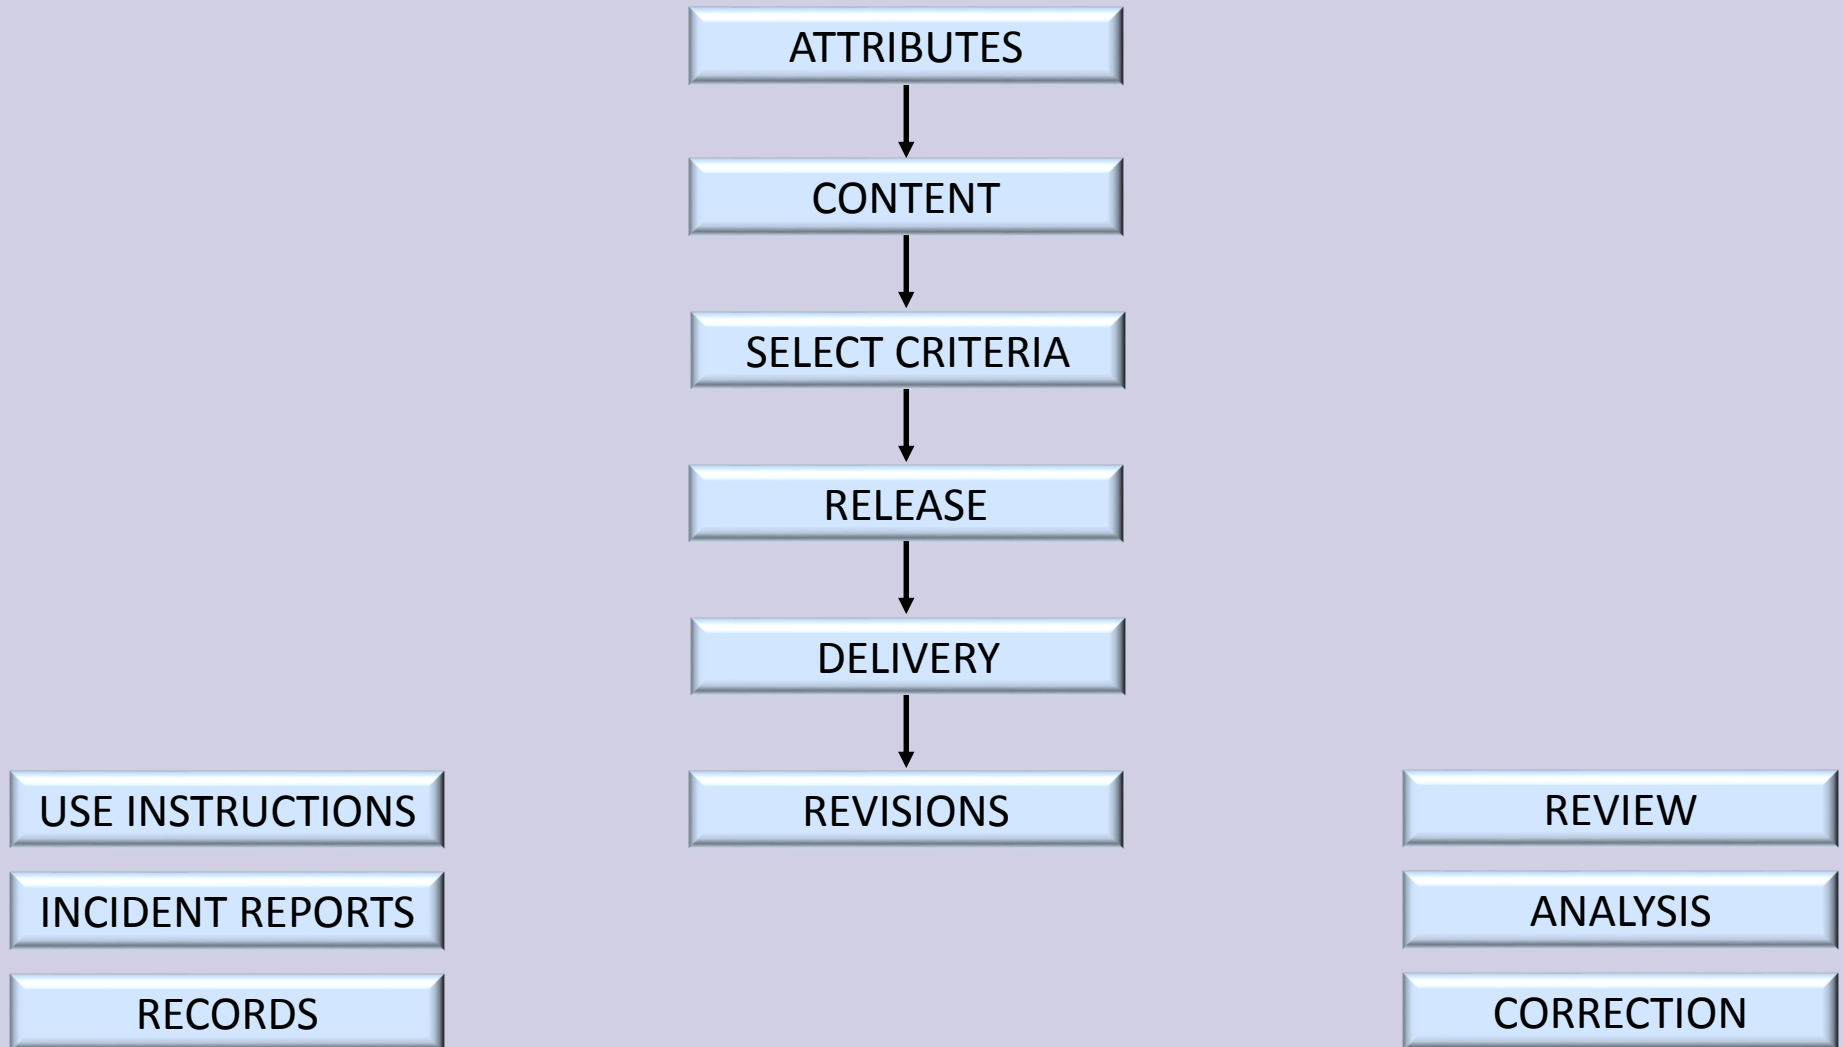 ATTRIBUTES
CONTENT
SELECT CRITERIA
RELEASE
DELIVERY
REVISIONS
USE INSTRUCTIONS
INCIDENT REPORTS
RECORDS
REVIEW
ANALYSIS
CORRECTION